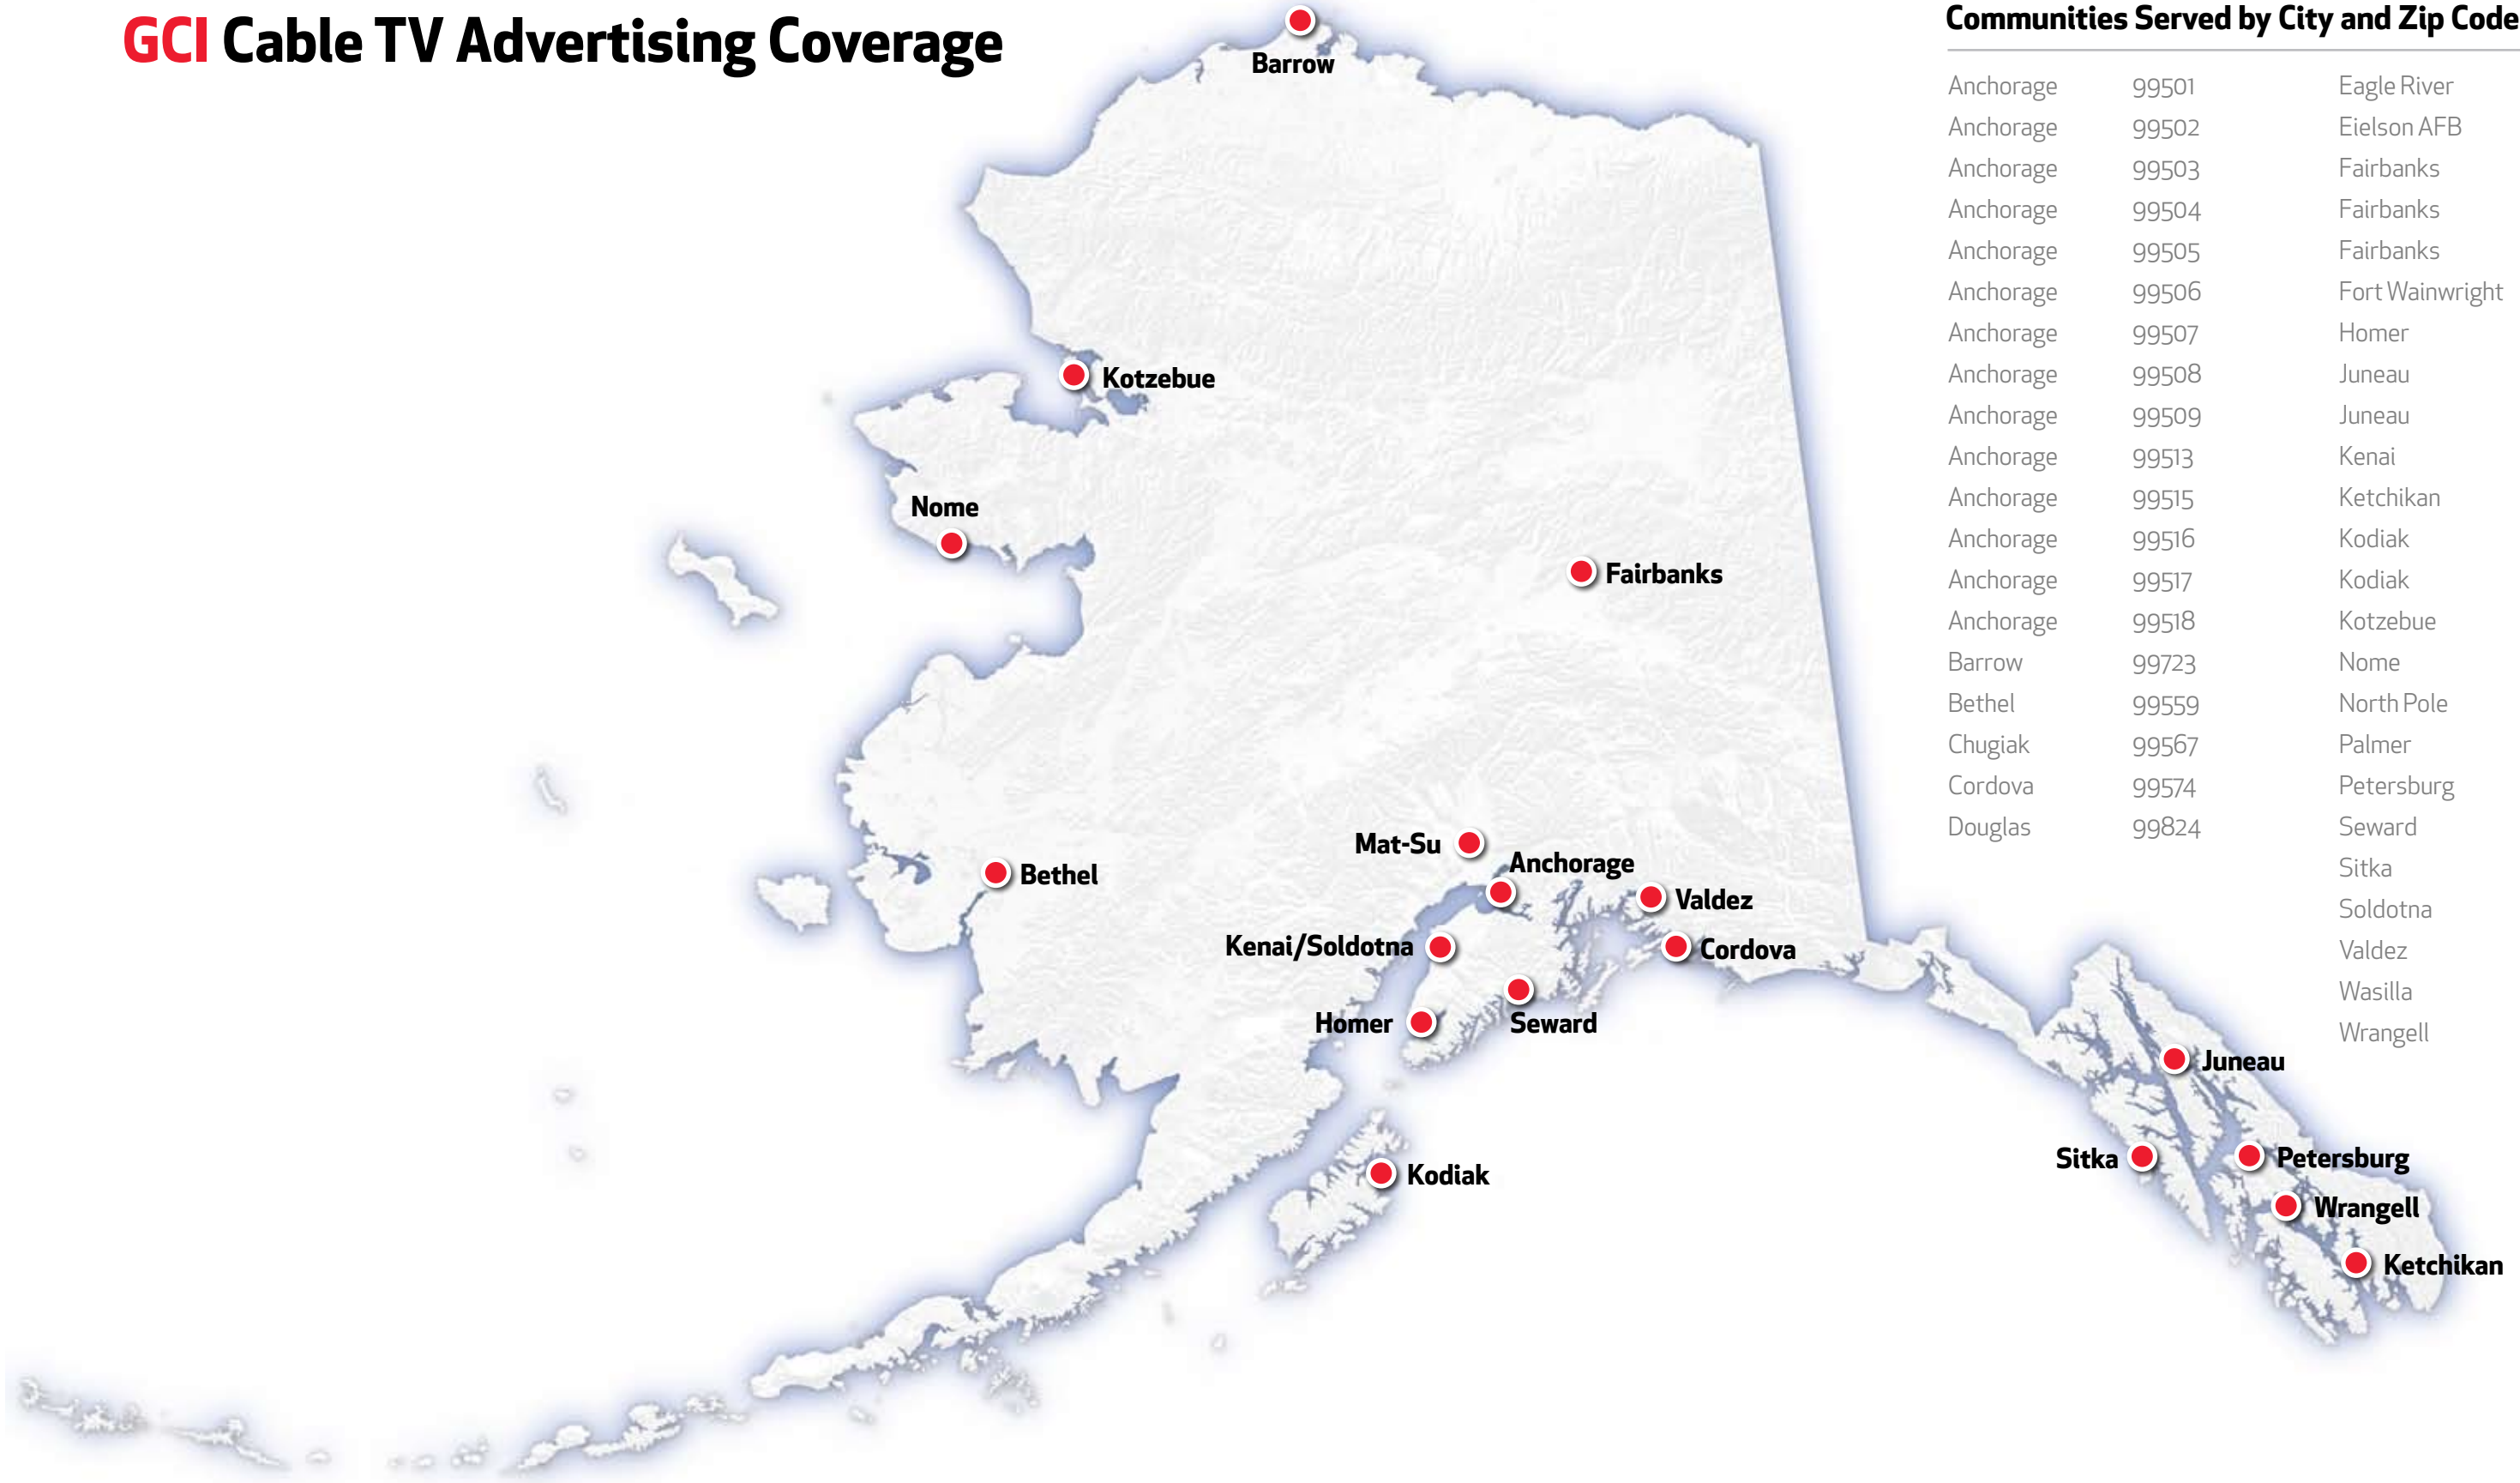 GCI Cable TV Advertising Coverage
Communities Served by City and Zip Code
Anchorage 99501 Eagle River
Anchorage 99502 Eielson AFB
Anchorage 99503 Fairbanks
Anchorage 99504 Fairbanks
Anchorage 99505 Fairbanks
Anchorage 99506 Fort Wainwright
Anchorage 99507 Homer
Anchorage 99508 Juneau
Anchorage 99509 Juneau
Anchorage 99513 Kenai
Anchorage 99515 Ketchikan
Anchorage 99516 Kodiak
Anchorage 99517 Kodiak
Anchorage 99518 Kotzebue
Barrow 99723 Nome
Bethel 99559 North Pole
Chugiak 99567 Palmer
Cordova 99574 Petersburg
Douglas 99824 Seward
Sitka
Soldotna
Valdez
Wasilla
Wrangell
Barrow
Kotzebue
Nome
Fairbanks
Mat-Su
Anchorage
Bethel
Valdez
Kenai/Soldotna
Cordova
Homer
Seward
Juneau
Sitka
Petersburg
Kodiak
Wrangell
Ketchikan